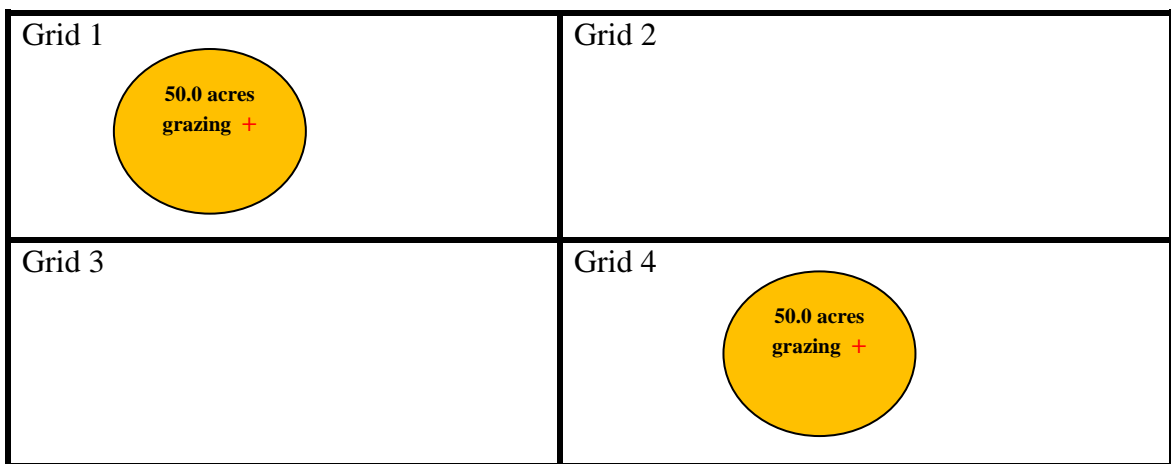 Grid 1
50.0 acres
grazing +
Grid 2
Grid 3
Grid 4
50.0 acres
grazing +